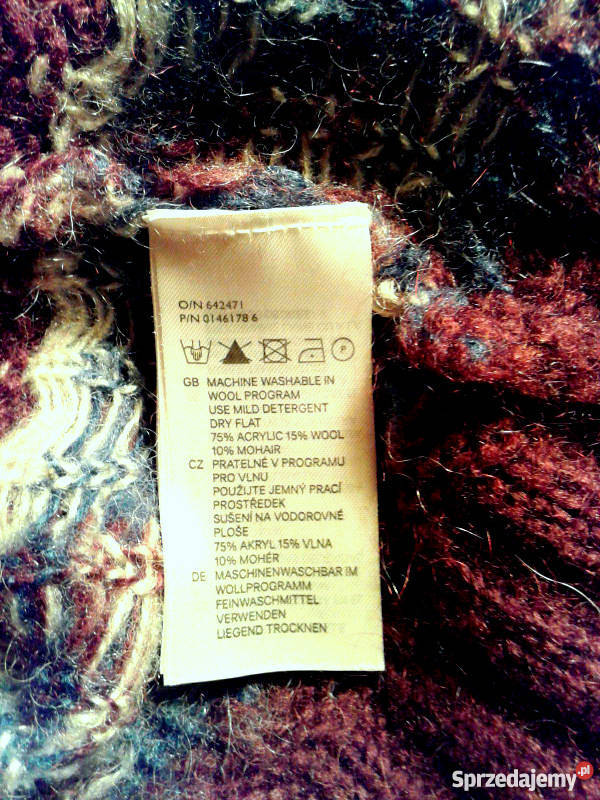 O/N 642471
P/N 0146178 6
GB MACHINE WASHABLE IN
WOOL PROGRAM
USE MILD DETERGENT
DRY FLAT
75% ACRYLIC 15% WOOL
10% MOHAIR
CZ PRATELNÉ V PROGRAMU
PRO VLNU
POUŽIJTE JEMNÝ PRACÍ
PROSTŘEDEK
SUŠENÍ NA VODOROVNÉ
PLOŠE
75% AKRYL 15% VLNA
10% MOHÉR
DE MASCHINENWASCHBAR IM
WOLLPROGRAMM
FEINWASCHMITTEL
VERWENDEN
LIEGEND TROCKNEN
Sprzedajemy.pl